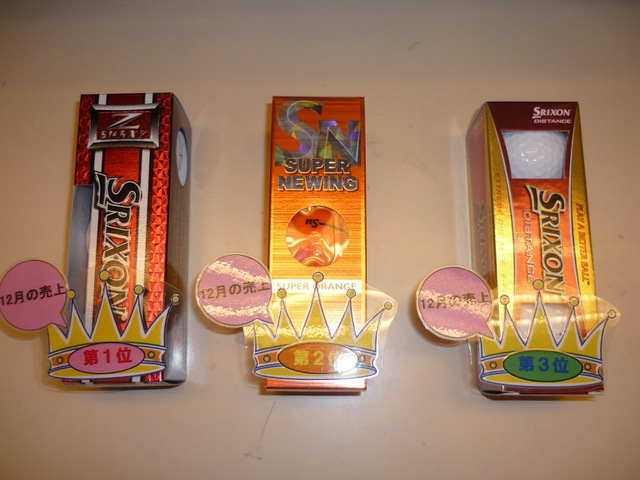 Z
SRIXON
12月の売上
第1位
SN
SUPER
NEWING
SUPER ORANGE
12月の売上
第2位
SRIXON
DISTANCE
SRIXON
DISTANCE
PLAY A BETTER BALL
12月の売上
第3位